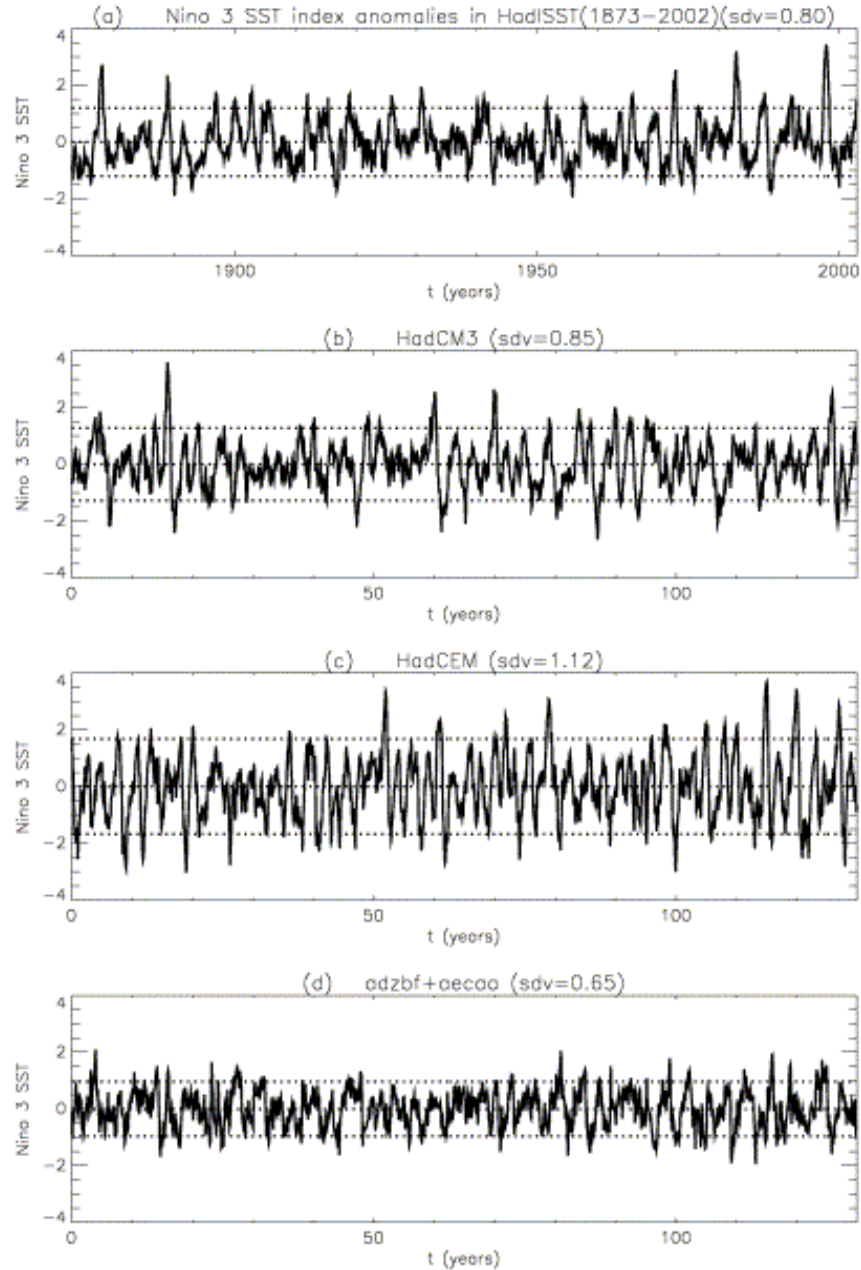 (a) Nino 3 SST index anomalies in HadISST(1873−2002)(sdv=0.80)
4
2
0
−2
−4
Nino 3 SST
1900
1950
2000
t (years)
(b) HadCM3 (sdv=0.85)
4
2
0
−2
−4
Nino 3 SST
0
50
100
t (years)
(c) HadCEM (sdv=1.12)
4
2
0
−2
−4
Nino 3 SST
0
50
100
t (years)
(d) adzbf+aecaa (sdv=0.65)
4
2
0
−2
−4
Nino 3 SST
0
50
100
t (years)